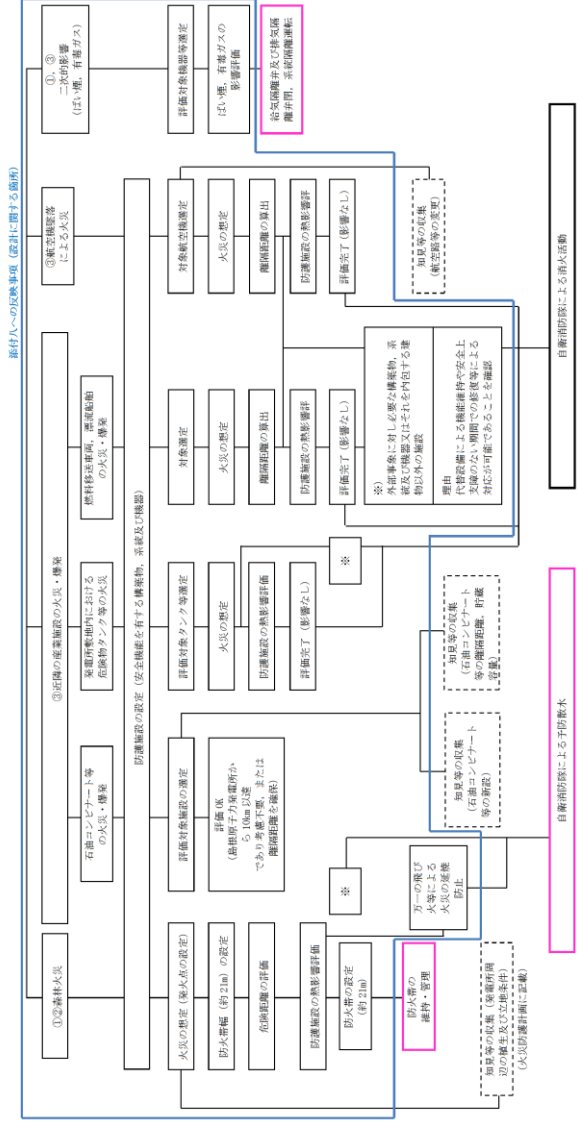 添付八への反映事項（設計に関する箇所）
①②森林火災
③近隣の産業施設の火災・爆発
③航空機墜落
による火災
①，③
二次的影響
（ばい煙，有毒ガス）
石油コンビナート等
の火災・爆発
発電所敷地内における
危険物タンク等の火災
燃料移送車両，漂流船舶
の火災・爆発
防護施設の設定（安全機能を有する構築物，系統及び機器）
火災の想定（発火点の設定）
防火帯幅（約21m）の設定
危険距離の評価
防護施設の熱影響評価
防火帯の設定
（約21m）
防火帯の
維持・管理
知見等の収集（発電所周
辺の植生及び立地条件）
（火災防護計画に記載）
評価対象施設の選定
評価OK
（島根原子力発電所か
ら10km以遠
であり考慮不要，または
離隔距離を確保）
※
万一の飛び
火等による
火災の延焼
防止
知見等の収集
（石油コンビナート
等の新設）
知見等の収集
（石油コンビナート
等の離隔距離，貯蔵
容量）
評価対象タンク等選定
火災の想定
防護施設の熱影響評価
評価完了（影響なし）
※
対象選定
火災の想定
離隔距離の算出
防護施設の熱影響評
評価完了（影響なし）
※）
外部事象に対し必要な構築物，系
統及び機器又はそれを内包する建
物以外の施設
理由
代替設備による機能維持や安全上
支障のない期間での修復等による
対応が可能であることを確認
対象航空機選定
火災の想定
離隔距離の算出
防護施設の熱影響評
評価完了（影響なし）
知見等の収集
（航空路等の変更）
評価対象機器等選定
ばい煙，有毒ガスの
影響評価
給気隔離弁及び排気隔
離弁閉，系統隔離運転
自衛消防隊による予防散水
自衛消防隊による消火活動